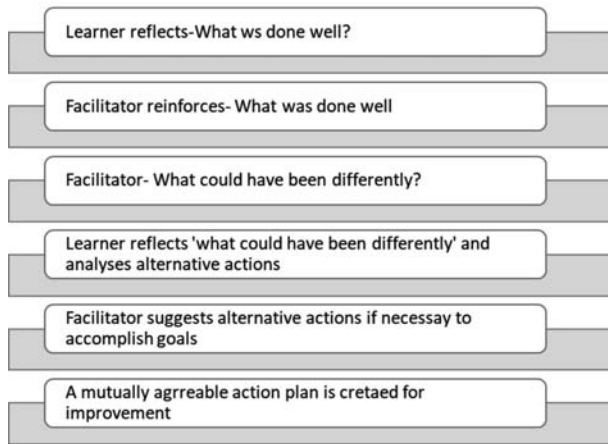 Learner reflects-What ws done well?
Facilitator reinforces- What was done well
Facilitator- What could have been differently?
Learner reflects 'what could have been differently' and
analyses alternative actions
Facilitator suggests alternative actions if necessay to
accomplish goals
A mutually agrreable action plan is cretaed for
improvement